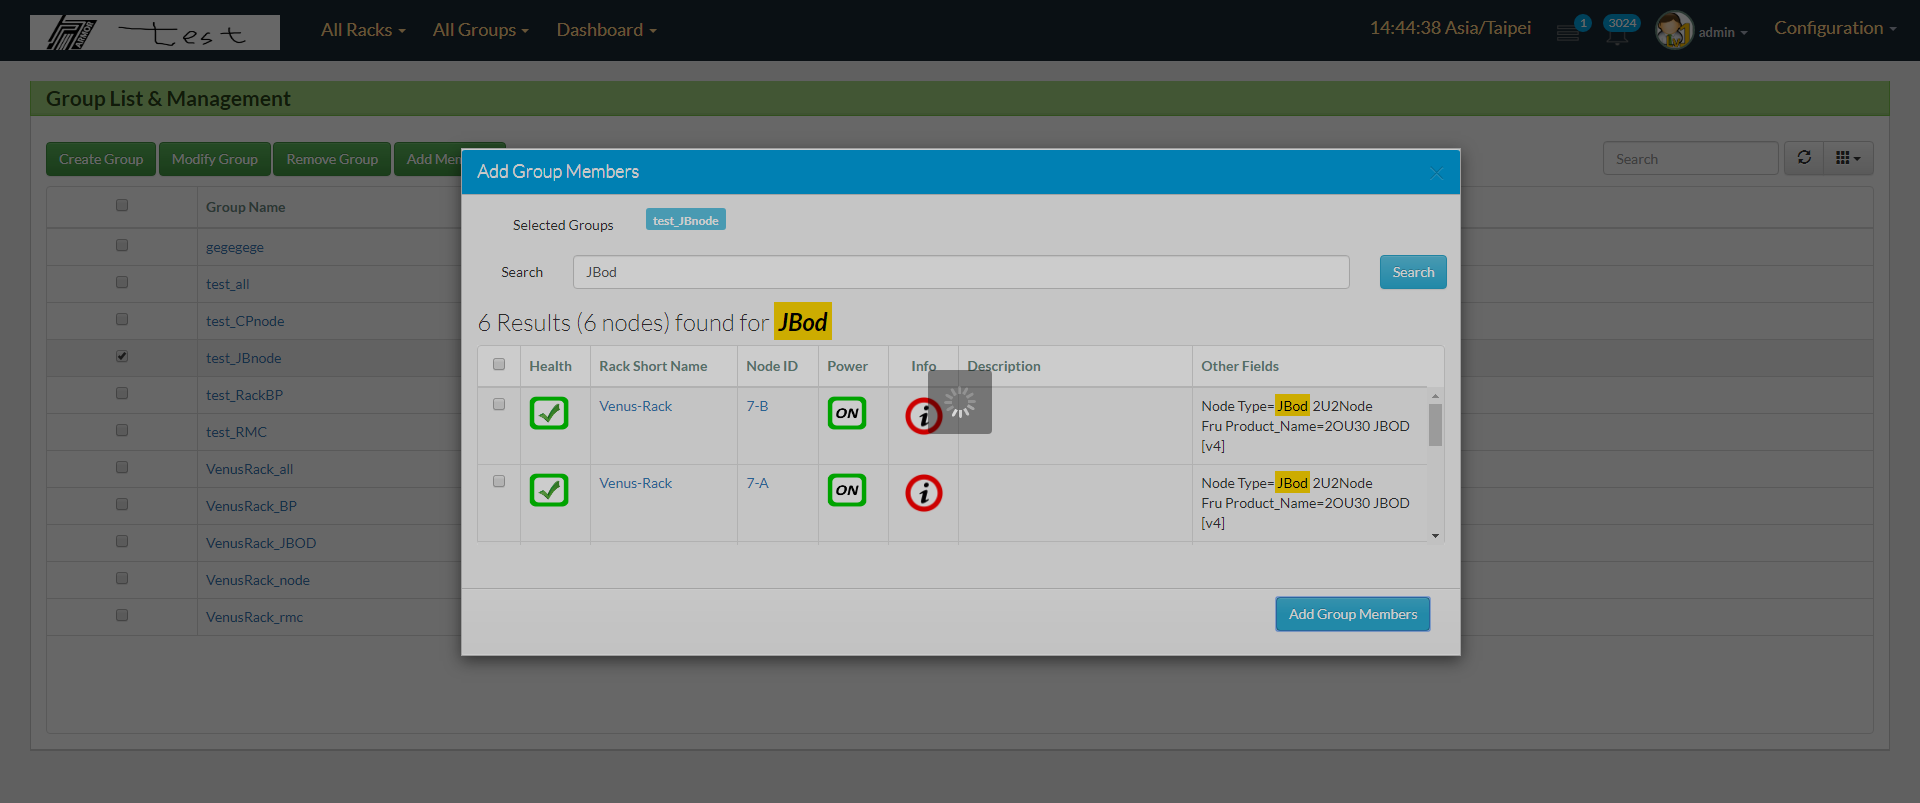 ARMOR test All Racks All Groups Dashboard 14:44:38 Asia/Taipei 1 3024 admin Configuration
Group List & Management
Create Group Modify Group Remove Group Search
Add Group Members
Selected Groups test_JBnode
Search JBod Search
6 Results (6 nodes) found for JBod
Health Rack Short Name Node ID Power Info Description Other Fields
Venus-Rack 7-B ON i Node Type=JBod 2U2Node
Fru Product_Name=2OU30 JBOD
[v4]
Venus-Rack 7-A ON i Node Type=JBod 2U2Node
Fru Product_Name=2OU30 JBOD
[v4]
Add Group Members
Group Name
gegegege
test_all
test_CPnode
test_JBnode
test_RackBP
test_RMC
VenusRack_all
VenusRack_BP
VenusRack_JBOD
VenusRack_node
VenusRack_rmc